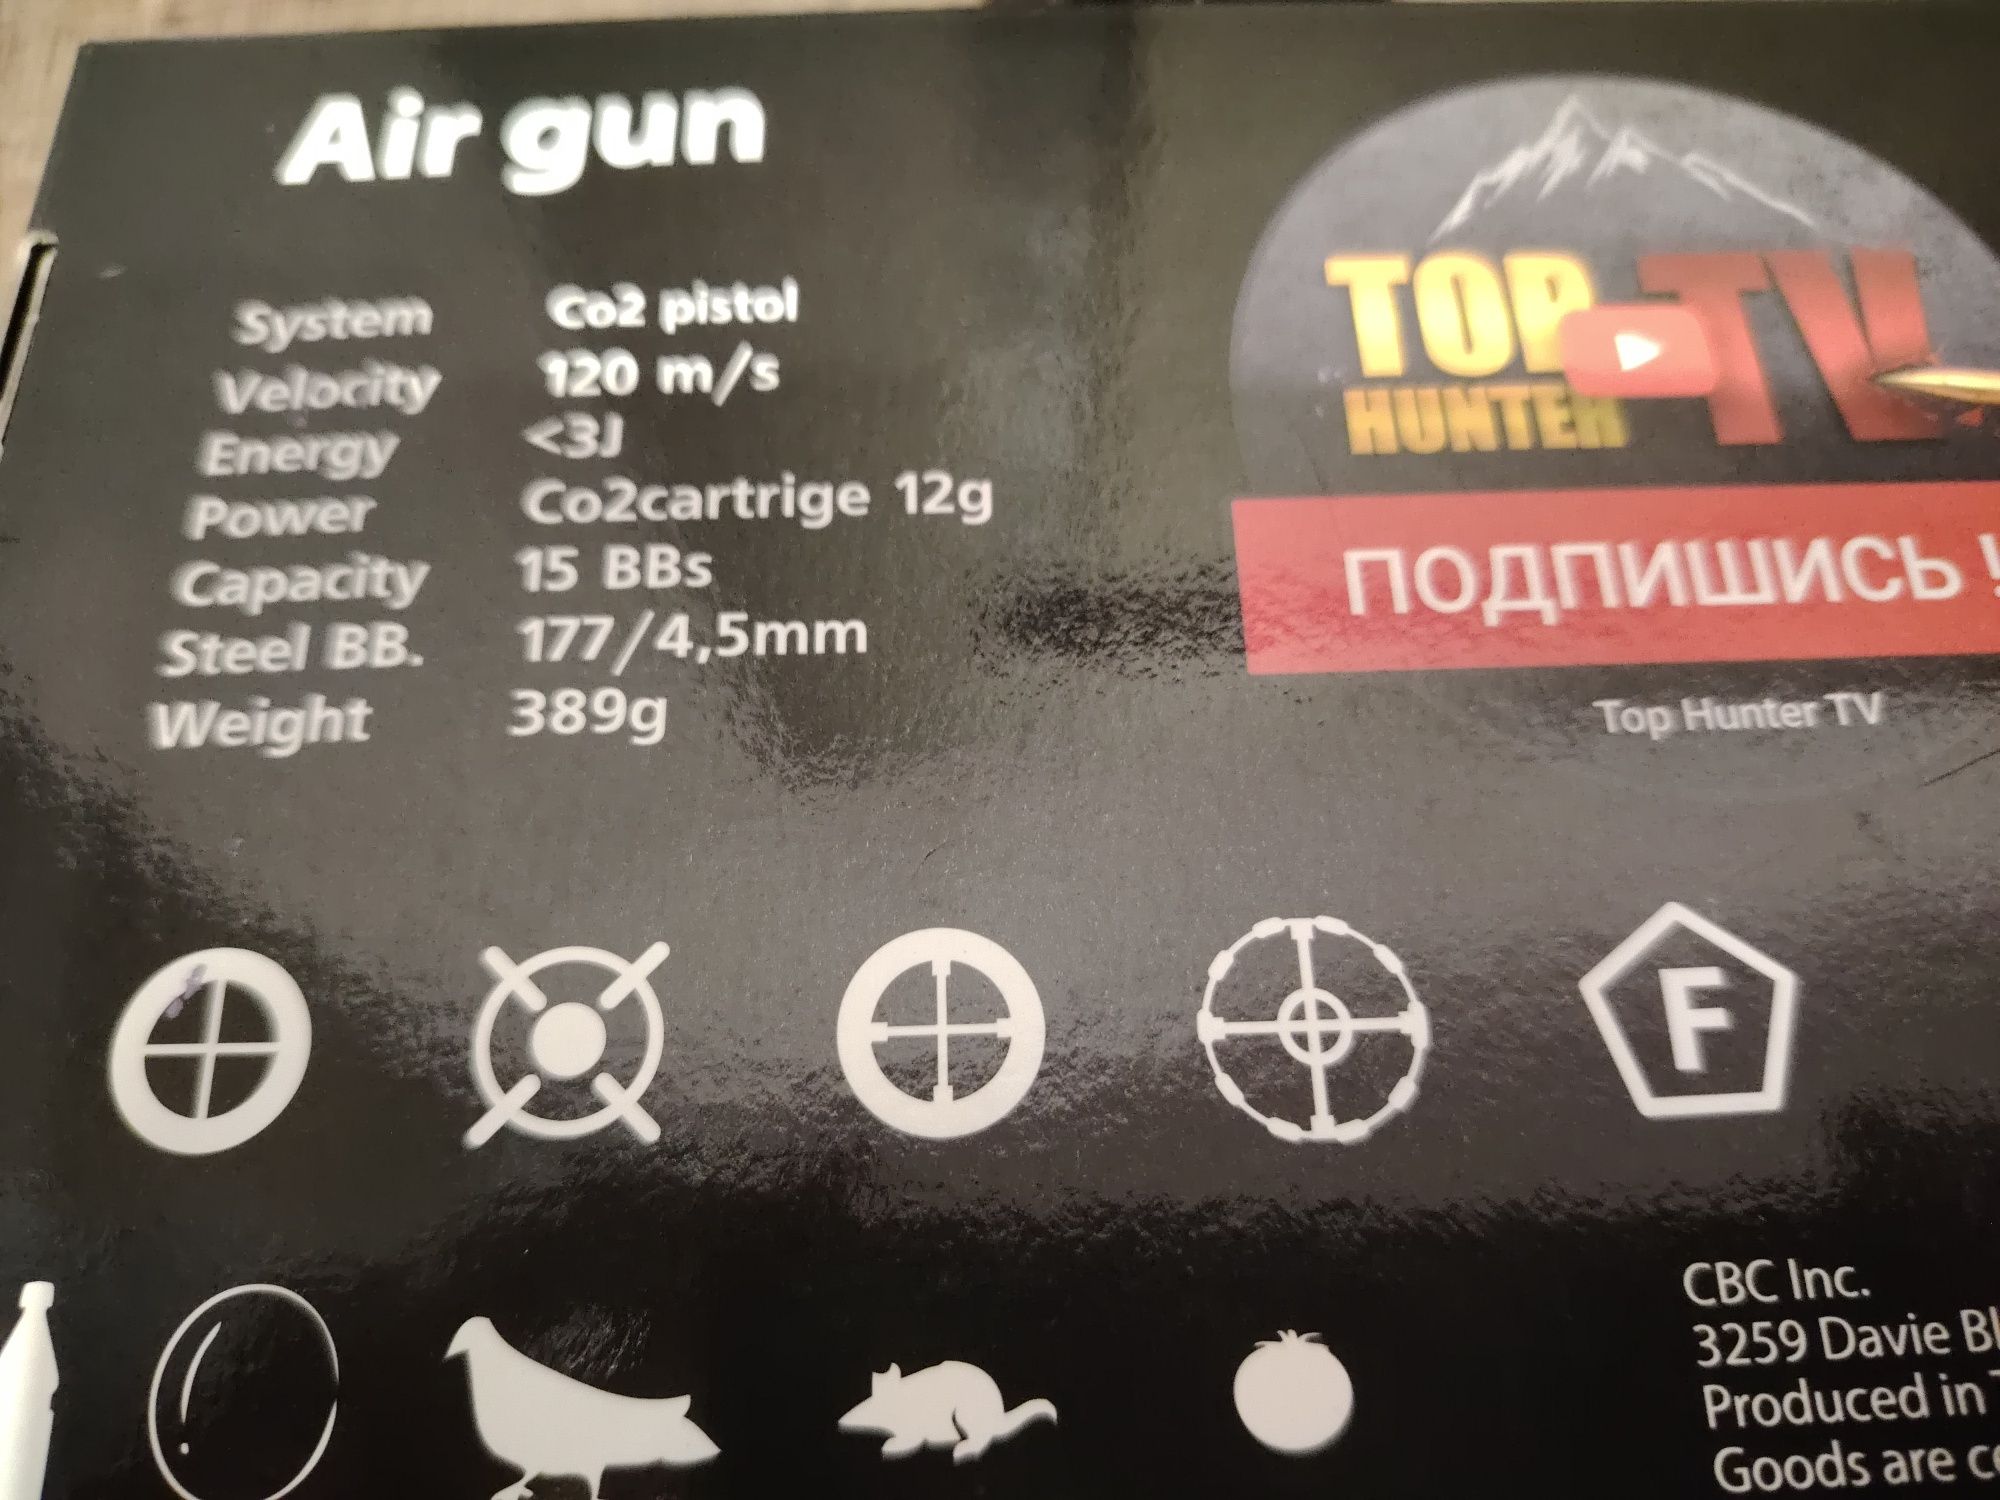 Air gun
System Co2 pistol
Velocity 120 m/s
Energy <3J
Power Co2cartrige 12g
Capacity 15 BBs
Steel BB. 177/4,5mm
Weight 389g
TOP TV
HUNTER
ПОДПИШИСЬ !
Top Hunter TV
F
CBC Inc.
3259 Davie
Produced in
Goods are